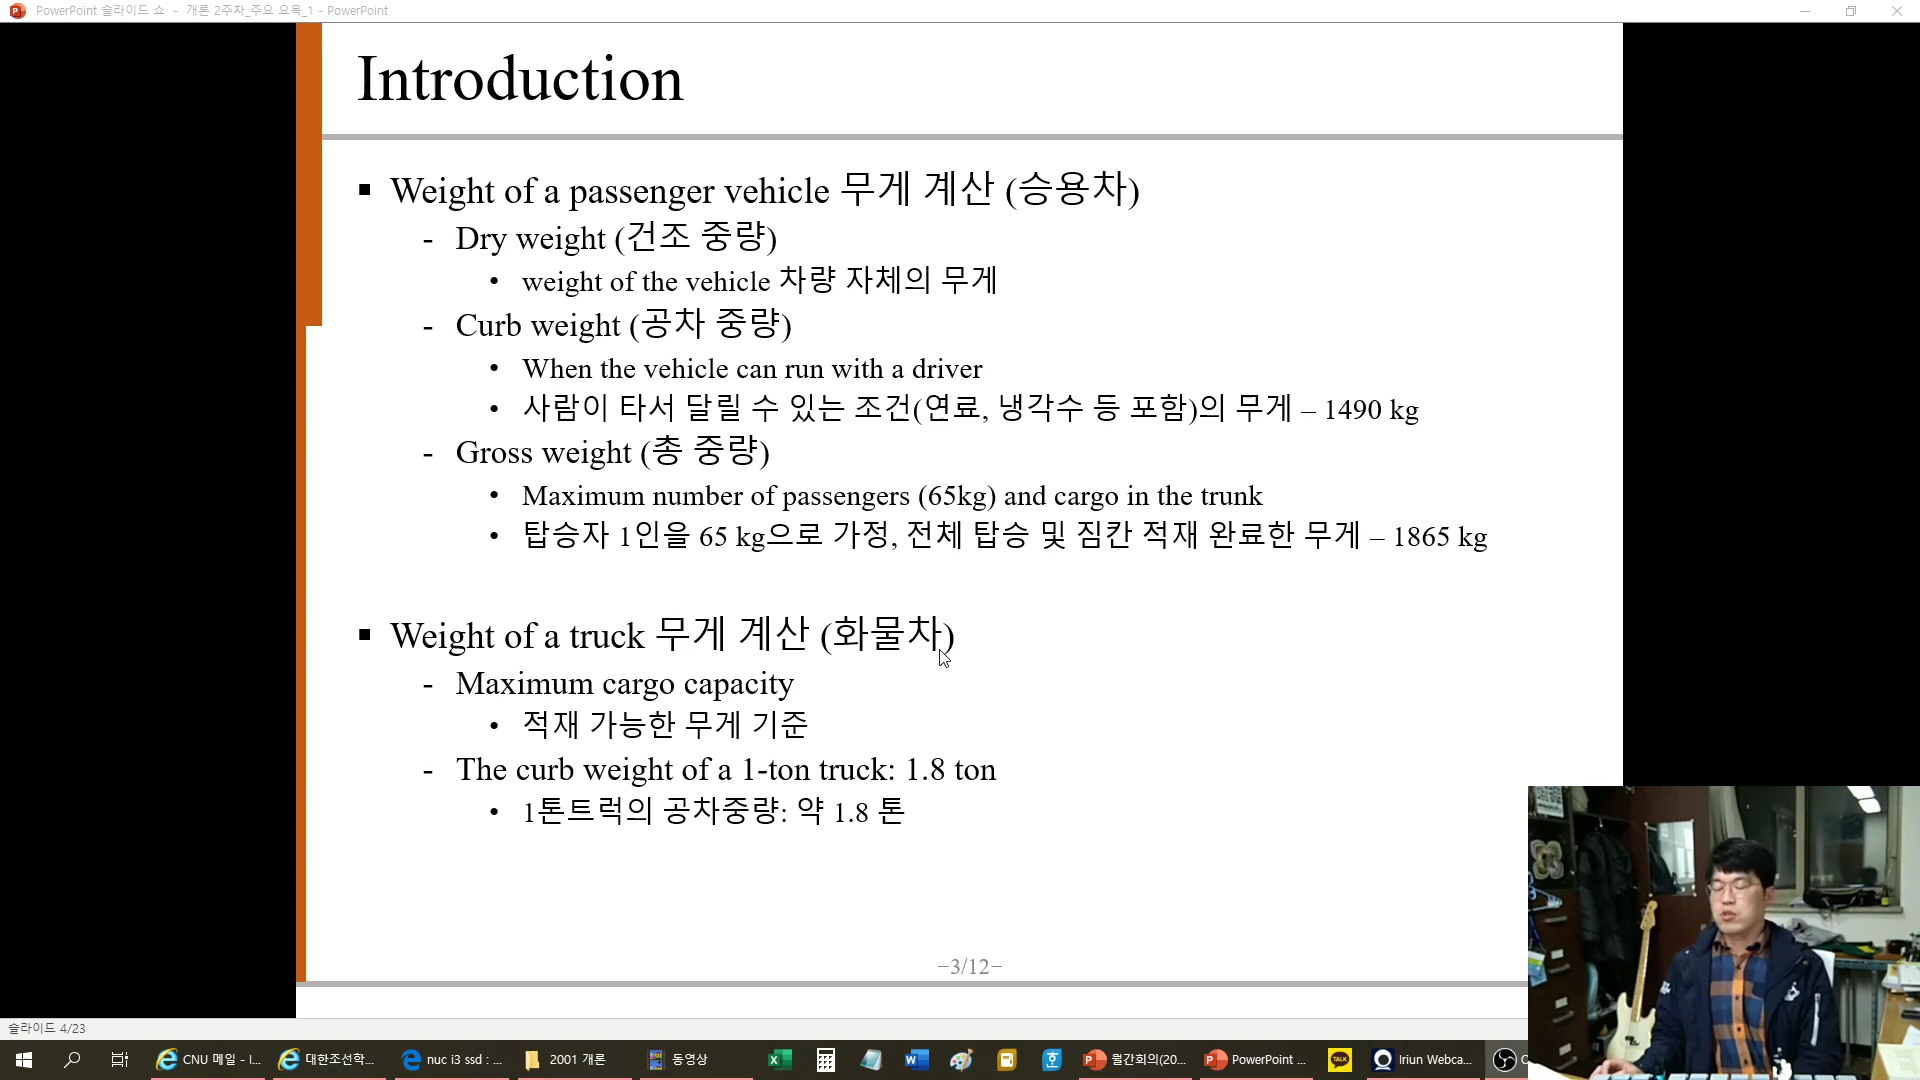 PowerPoint 슬라이드 쇼 - 개론 2주차_주요 요목_1 - PowerPoint
Introduction
▪ Weight of a passenger vehicle 무게 계산 (승용차)
- Dry weight (건조 중량)
• weight of the vehicle 차량 자체의 무게
- Curb weight (공차 중량)
• When the vehicle can run with a driver
• 사람이 타서 달릴 수 있는 조건(연료, 냉각수 등 포함)의 무게 – 1490 kg
- Gross weight (총 중량)
• Maximum number of passengers (65kg) and cargo in the trunk
• 탑승자 1인을 65 kg으로 가정, 전체 탑승 및 짐칸 적재 완료한 무게 – 1865 kg
▪ Weight of a truck 무게 계산 (화물차)
- Maximum cargo capacity
• 적재 가능한 무게 기준
- The curb weight of a 1-ton truck: 1.8 ton
• 1톤트럭의 공차중량: 약 1.8 톤
−3/12−
슬라이드 4/23
CNU 메일 - I... 대한조선학... nuc i3 ssd : ... 2001 개론 동영상 월간회의(20... PowerPoint ... TALK Iriun Webca...